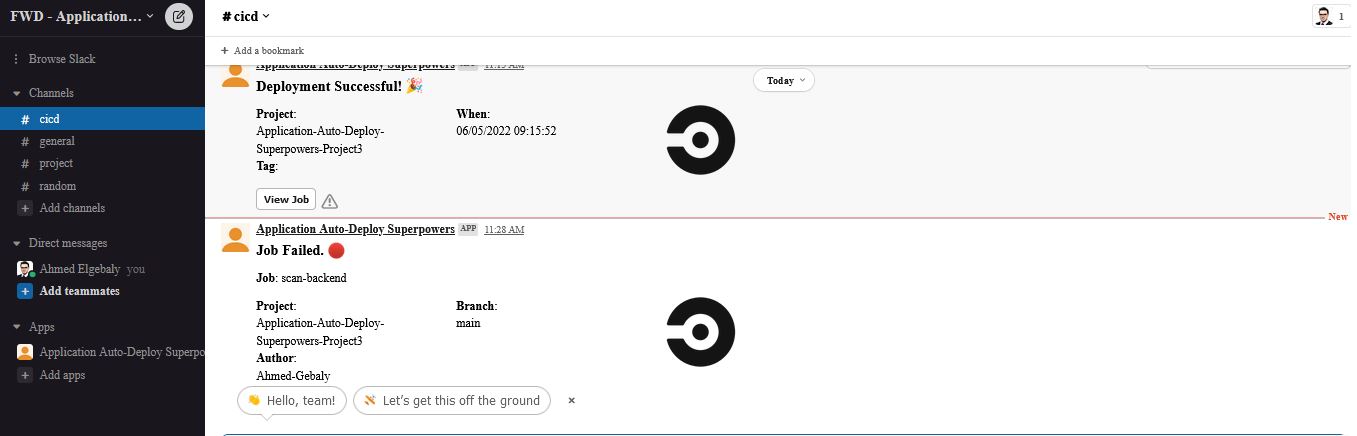 FWD - Application...
Browse Slack
Channels
# cicd
# general
# project
# random
+ Add channels
Direct messages
Ahmed Elgebaly you
+ Add teammates
Apps
Application Auto-Deploy Superpo
+ Add apps
# cicd
1
+ Add a bookmark
Application Auto-Deploy Superpowers APP 11:15 AM
Today
Deployment Successful!
Project:
Application-Auto-Deploy-
Superpowers-Project3
When:
06/05/2022 09:15:52
Tag:
View Job
New
Application Auto-Deploy Superpowers APP 11:28 AM
Job Failed.
Job: scan-backend
Project:
Application-Auto-Deploy-
Superpowers-Project3
Branch:
main
Author:
Ahmed-Gebaly
Hello, team!
Let's get this off the ground
×